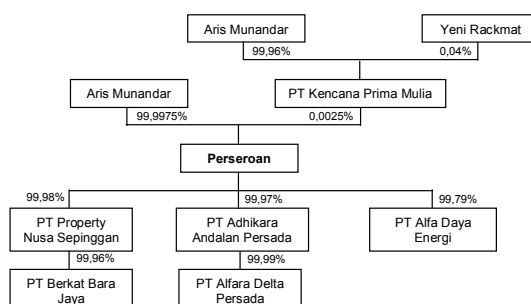 Aris Munandar
Yeni Rackmat
99,96%
0,04%
Aris Munandar
PT Kencana Prima Mulia
99,9975%
0,0025%
Perseroan
99,98%
99,97%
99,79%
PT Property
Nusa Sepinggan
PT Adhikara
Andalan Persada
PT Alfa Daya
Energi
99,96%
99,99%
PT Berkat Bara
Jaya
PT Alfara Delta
Persada